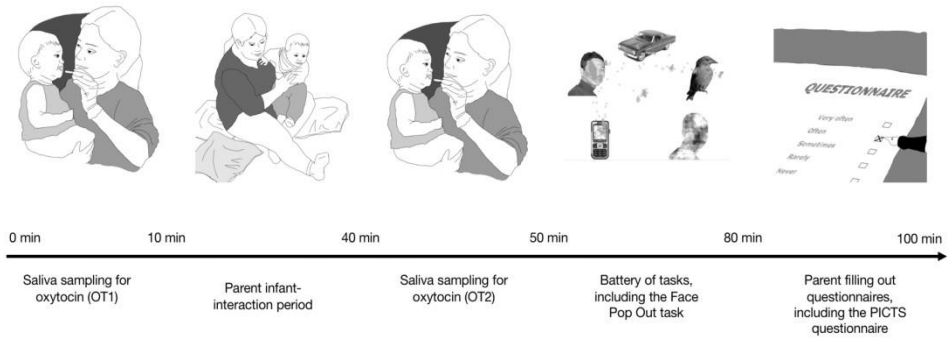 QUESTIONNAIRE
Very often
Often
Sometimes
Rarely
Never
0 min
10 min
40 min
50 min
80 min
100 min
Saliva sampling for
oxytocin (OT1)
Parent infant-
interaction period
Saliva sampling for
oxytocin (OT2)
Battery of tasks,
including the Face
Pop Out task
Parent filling out
questionnaires,
including the PICTS
questionnaire